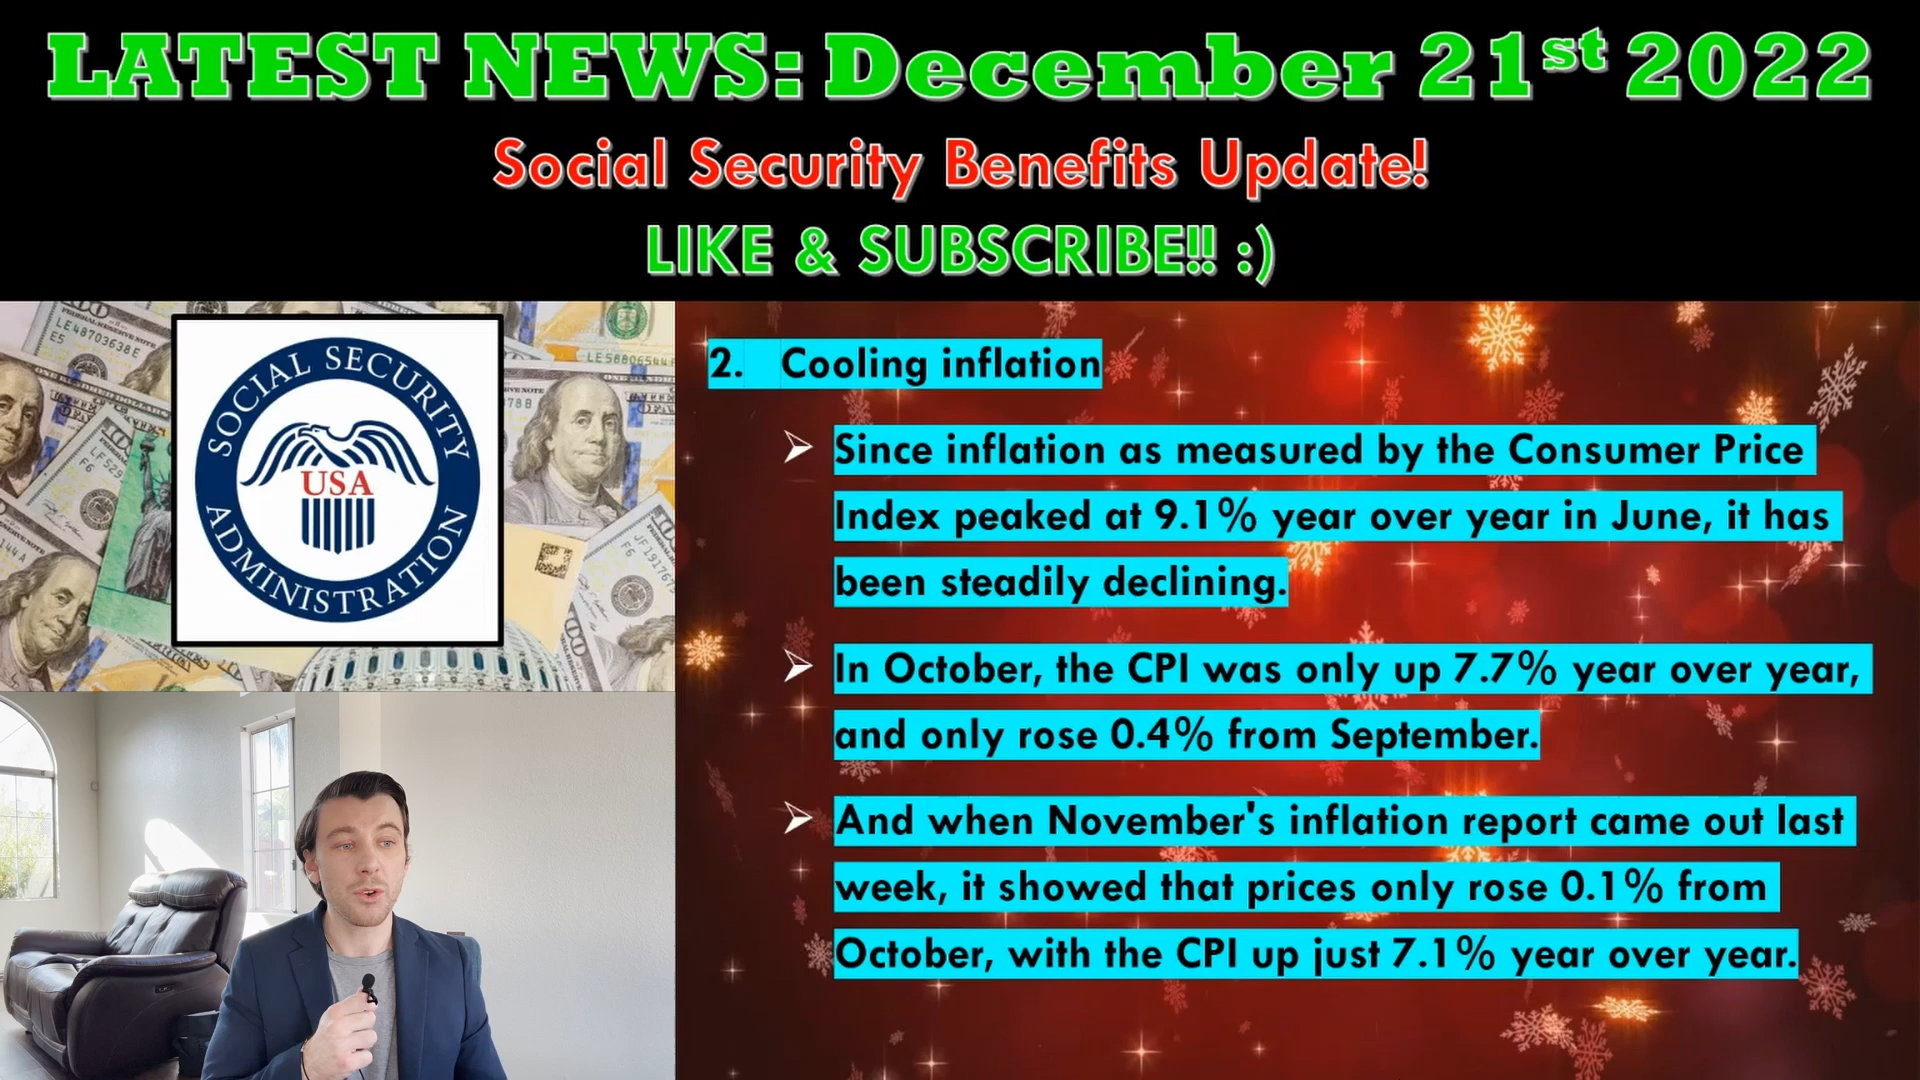 LATEST NEWS: December 21st 2022
Social Security Benefits Update!
LIKE & SUBSCRIBE!! :)
SOCIAL SECURITY
USA
ADMINISTRATION
LE48703638E
E5
2. Cooling inflation
Since inflation as measured by the Consumer Price
Index peaked at 9.1% year over year in June, it has
been steadily declining.
In October, the CPI was only up 7.7% year over year,
and only rose 0.4% from September.
And when November's inflation report came out last
week, it showed that prices only rose 0.1% from
October, with the CPI up just 7.1% year over year.